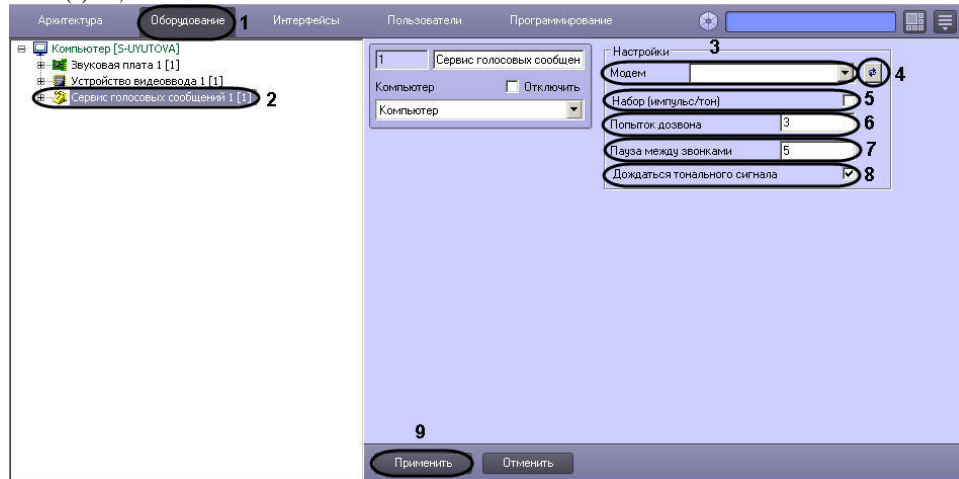 Архитектура Оборудование 1 Интерфейсы Пользователи Программирование
Компьютер [S-UYUTOVA]
Звуковая плата 1 [1]
Устройство видеоввода 1 [1]
Сервис голосовых сообщений 1 [1] 2
1 Сервис голосовых сообщен
Компьютер Отключить
Компьютер
Настройки 3
Модем 4
Набор (импульс/тон) 5
Попыток дозвона 3 6
Пауза между звонками 5 7
Дождаться тонального сигнала 8
9
Применить Отменить